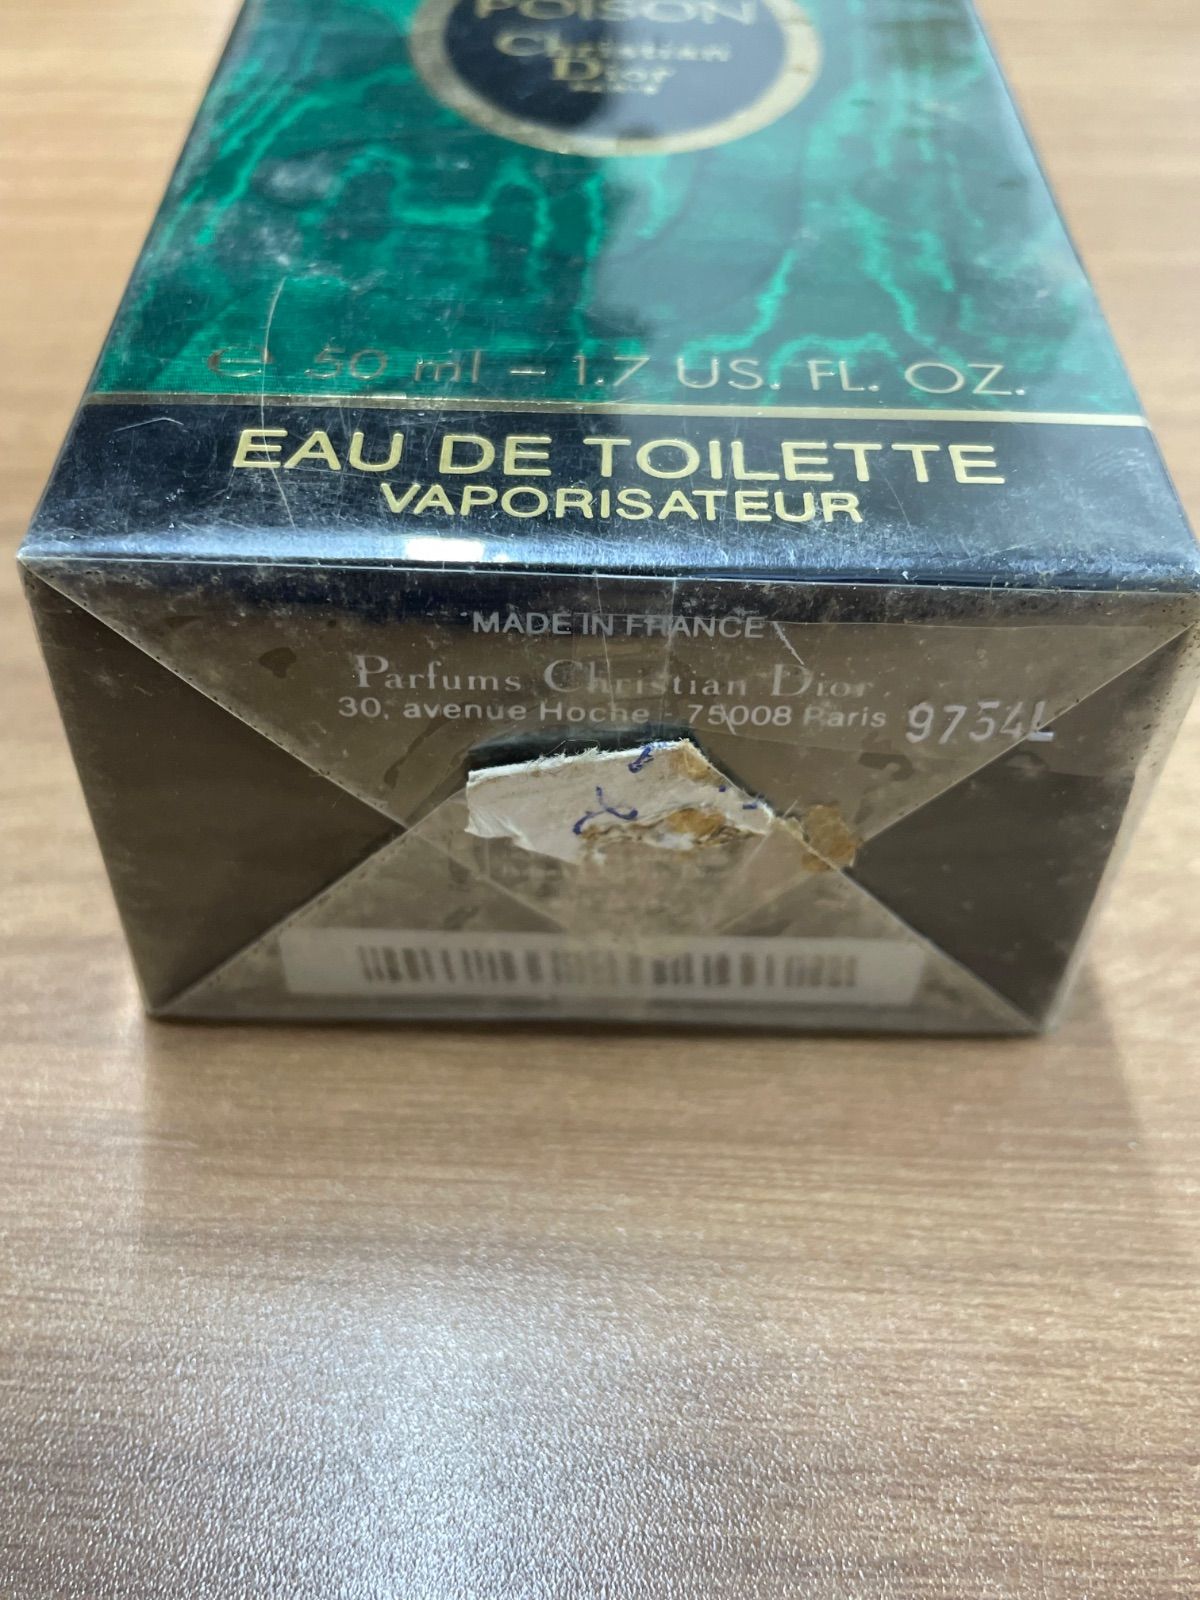 POISON
Christian
Dior
PARIS
℮ 50 ml – 1.7 US. FL. OZ.
EAU DE TOILETTE
VAPORISATEUR
MADE IN FRANCE
Parfums Christian Dior
30, avenue Hoche - 75008 Paris 9754L